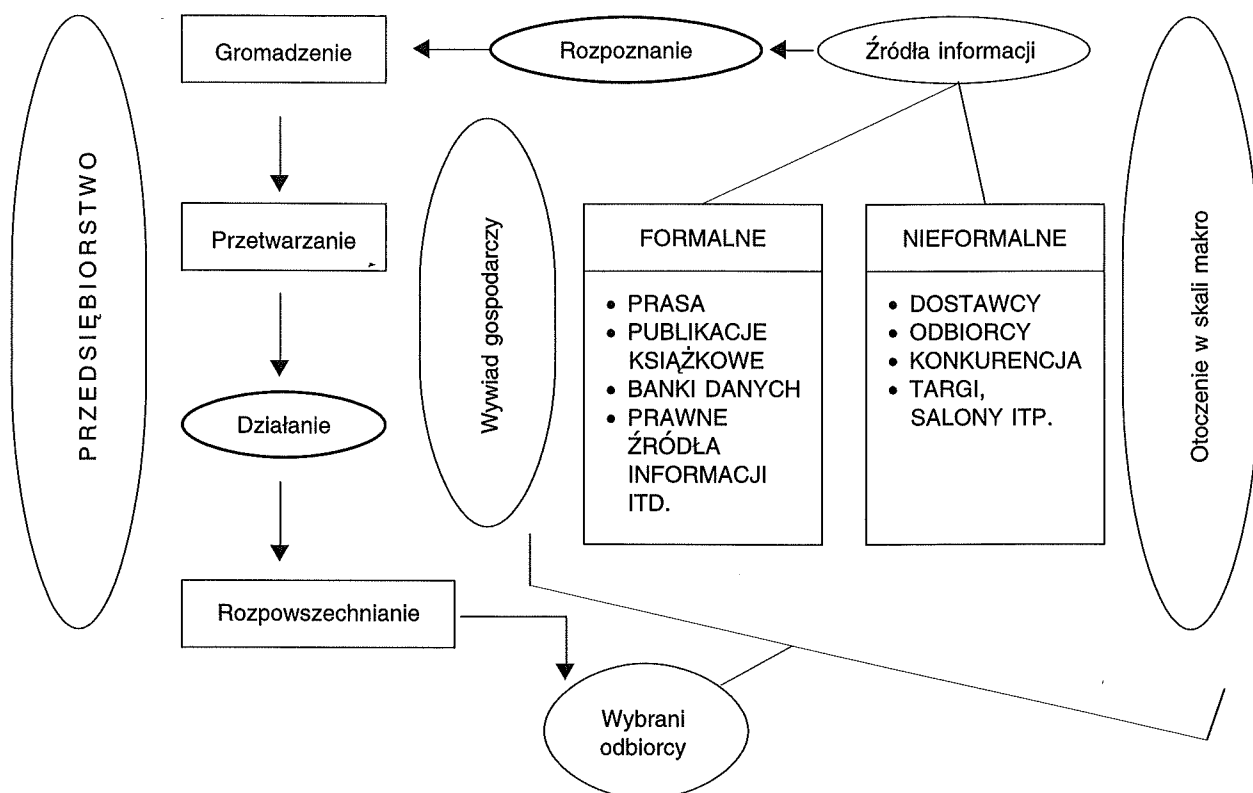 Gromadzenie
Rozpoznanie
Źródła informacji
PRZEDSIĘBIORSTWO
Przetwarzanie
Wywiad gospodarczy
FORMALNE
• PRASA
• PUBLIKACJE
KSIĄŻKOWE
• BANKI DANYCH
• PRAWNE
ŹRÓDŁA
INFORMACJI
ITD.
NIEFORMALNE
• DOSTAWCY
• ODBIORCY
• KONKURENCJA
• TARGI,
SALONY ITP.
Otoczenie w skali makro
Działanie
Rozpowszechnianie
Wybrani
odbiorcy